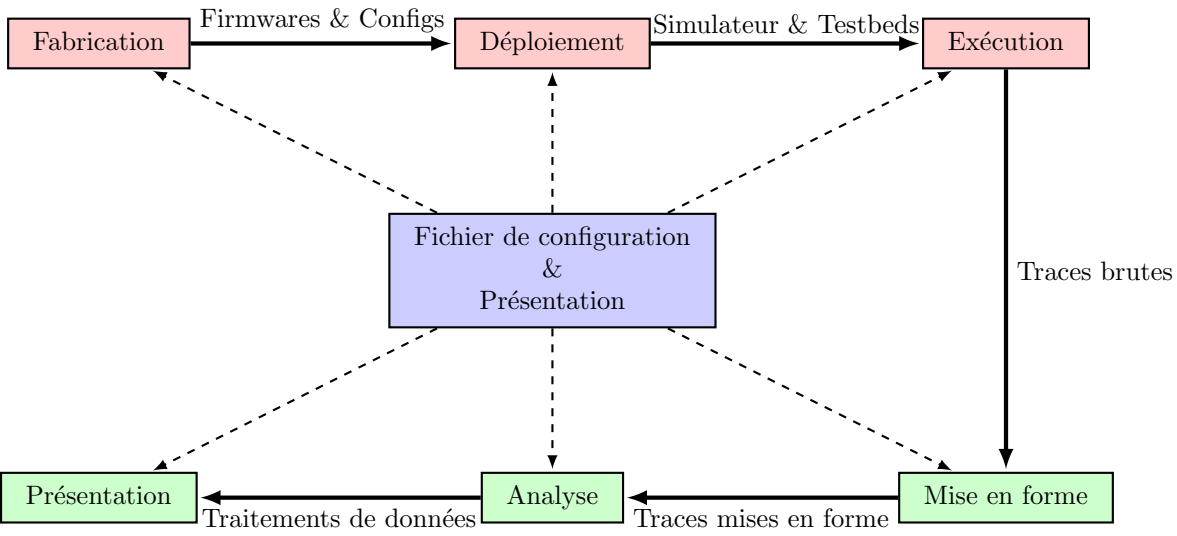 Fabrication
Firmwares & Configs
Déploiement
Simulateur & Testbeds
Exécution
Fichier de configuration
&
Présentation
Traces brutes
Présentation
Traitements de données
Analyse
Traces mises en forme
Mise en forme